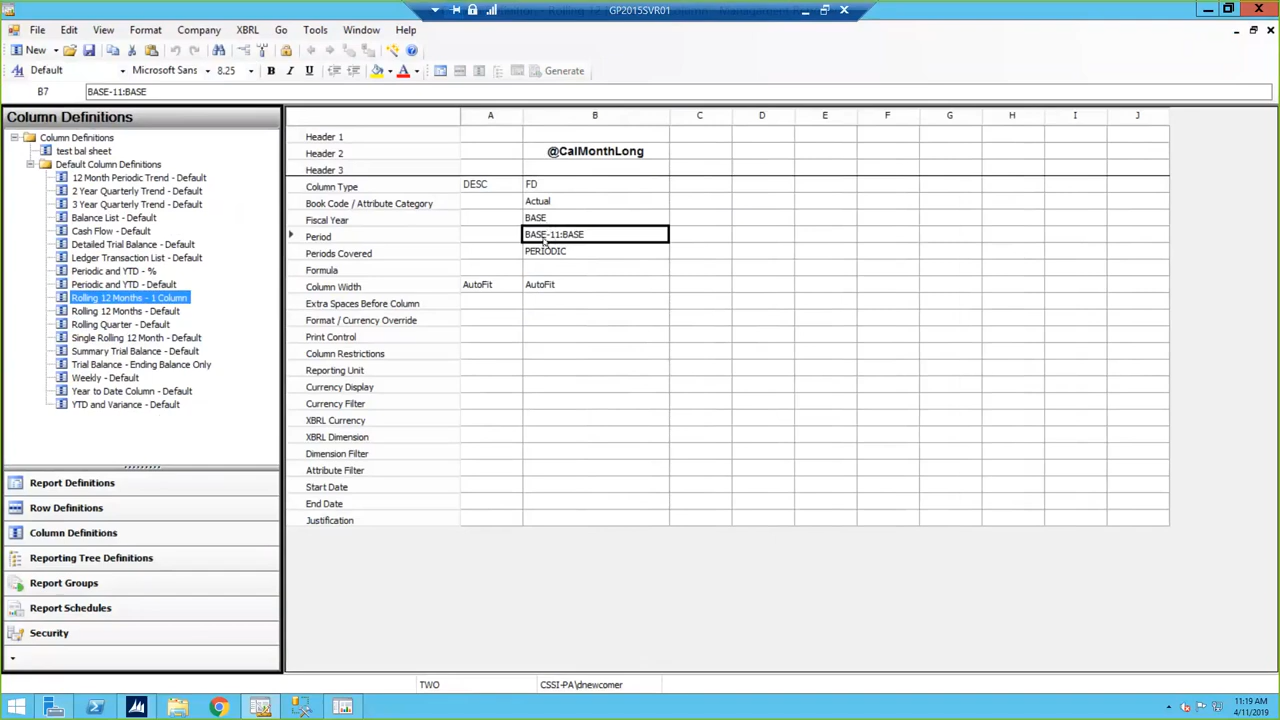 GP2015SVR01
File Edit View Format Company XBRL Go Tools Window Help
New
Default Microsoft Sans 8.25 B I U A Generate
B7 BASE-11:BASE
Column Definitions
Column Definitions
test bal sheet
Default Column Definitions
12 Month Periodic Trend - Default
2 Year Quarterly Trend - Default
3 Year Quarterly Trend - Default
Balance List - Default
Cash Flow - Default
Detailed Trial Balance - Default
Ledger Transaction List - Default
Periodic and YTD - %
Periodic and YTD - Default
Rolling 12 Months - 1 Column
Rolling 12 Months - Default
Rolling Quarter - Default
Single Rolling 12 Month - Default
Summary Trial Balance - Default
Trial Balance - Ending Balance Only
Weekly - Default
Year to Date Column - Default
YTD and Variance - Default
Report Definitions
Row Definitions
Column Definitions
Reporting Tree Definitions
Report Groups
Report Schedules
Security
A B C D E F G H I J
Header 1
Header 2 @CalMonthLong
Header 3
Column Type DESC FD
Book Code / Attribute Category Actual
Fiscal Year BASE
Period BASE-11:BASE
Periods Covered PERIODIC
Formula
Column Width AutoFit AutoFit
Extra Spaces Before Column
Format / Currency Override
Print Control
Column Restrictions
Reporting Unit
Currency Display
Currency Filter
XBRL Currency
XBRL Dimension
Dimension Filter
Attribute Filter
Start Date
End Date
Justification
TWO CSSI-PA\dnewcomer
11:19 AM
4/11/2019